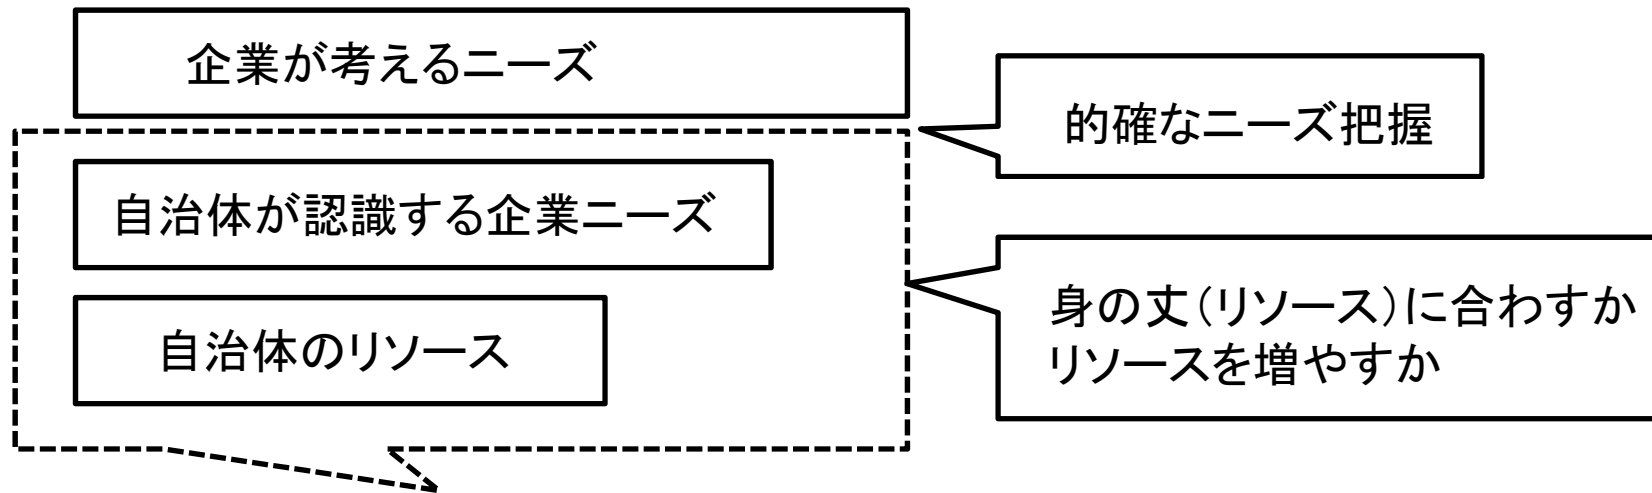 企業が考えるニーズ
的確なニーズ把握
自治体が認識する企業ニーズ
自治体のリソース
身の丈（リソース）に合わすか
リソースを増やすか